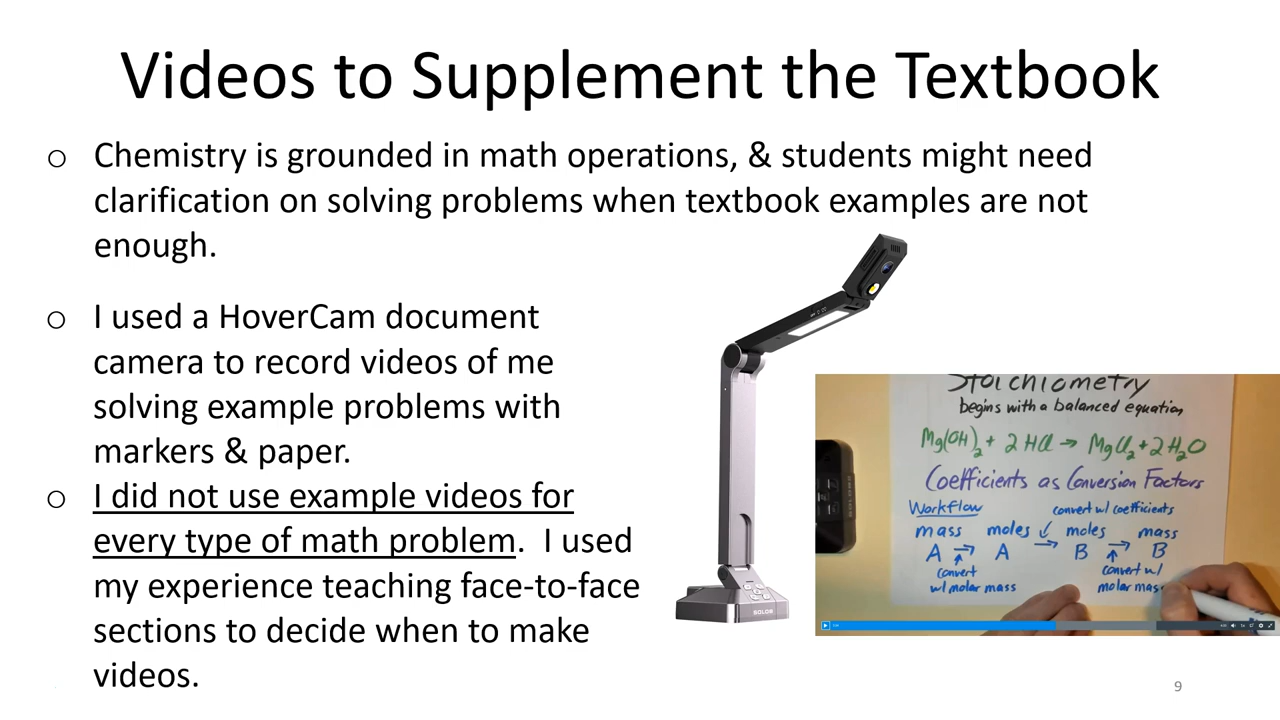 Videos to Supplement the Textbook
o Chemistry is grounded in math operations, & students might need
clarification on solving problems when textbook examples are not
enough.
o I used a HoverCam document
camera to record videos of me
solving example problems with
markers & paper.
o I did not use example videos for
every type of math problem. I used
my experience teaching face-to-face
sections to decide when to make
videos.
SOLO8
Stoichiometry
begins with a balanced equation
Mg(OH)₂ + 2 HCl → MgCl₂ + 2 H₂O
Coefficients as Conversion Factors
Workflow convert w/ coefficients
mass moles moles mass
A → A → B → B
convert convert w/
w/ molar mass molar mass
9